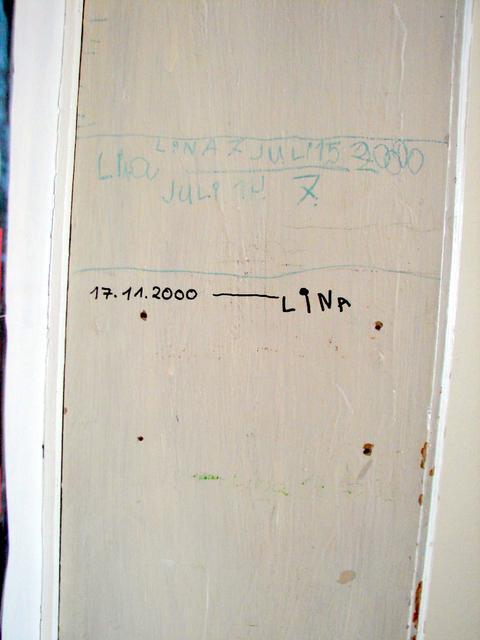 LINA 7 JULI 15 2000
Lina
JULI 14 7
17.11.2000 — LINA